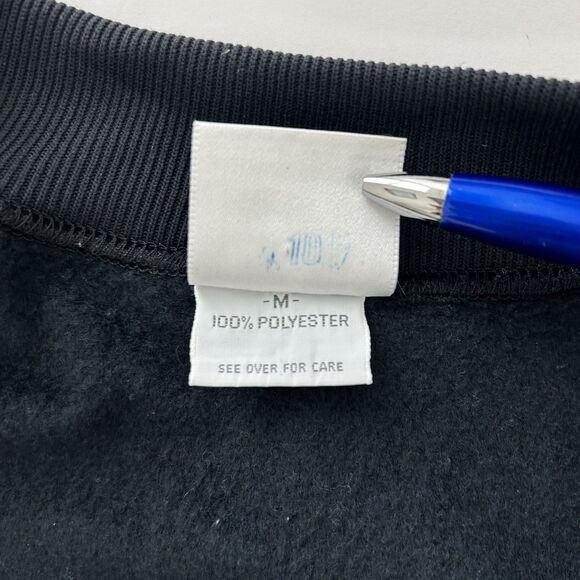 -M-
100% POLYESTER
SEE OVER FOR CARE